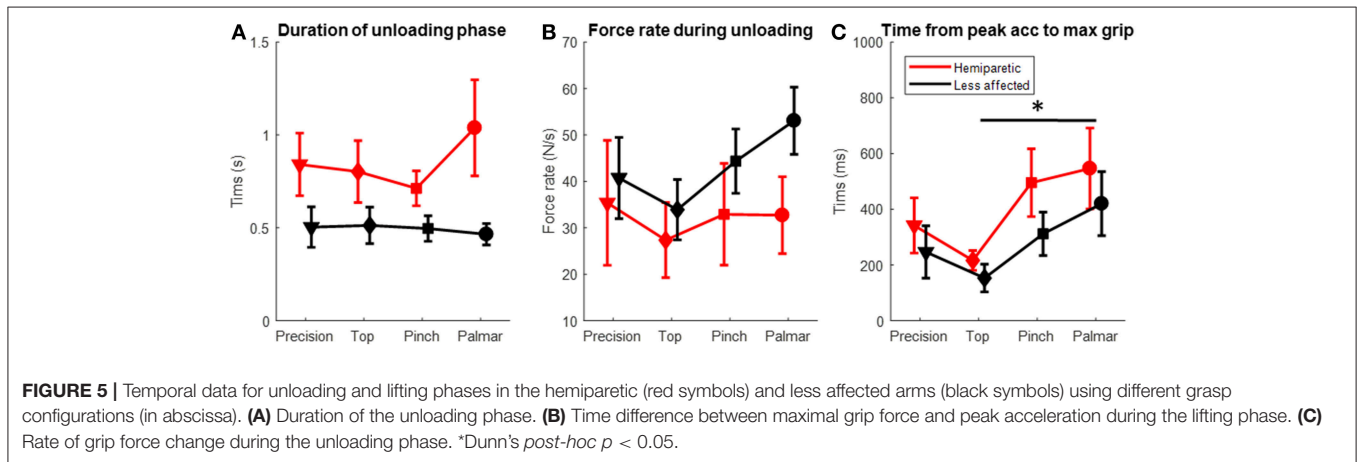 A Duration of unloading phase
1.5
1
0.5
0
Tims (s)
Precision Top Pinch Palmar
B Force rate during unloading
70
60
50
40
30
20
10
Force rate (N/s)
Precision Top Pinch Palmar
C Time from peak acc to max grip
1000
800
600
400
200
0
Tims (ms)
Hemiparetic
Less affected
*
Precision Top Pinch Palmar
FIGURE 5 | Temporal data for unloading and lifting phases in the hemiparetic (red symbols) and less affected arms (black symbols) using different grasp
configurations (in abscissa). (A) Duration of the unloading phase. (B) Time difference between maximal grip force and peak acceleration during the lifting phase. (C)
Rate of grip force change during the unloading phase. *Dunn's post-hoc p < 0.05.